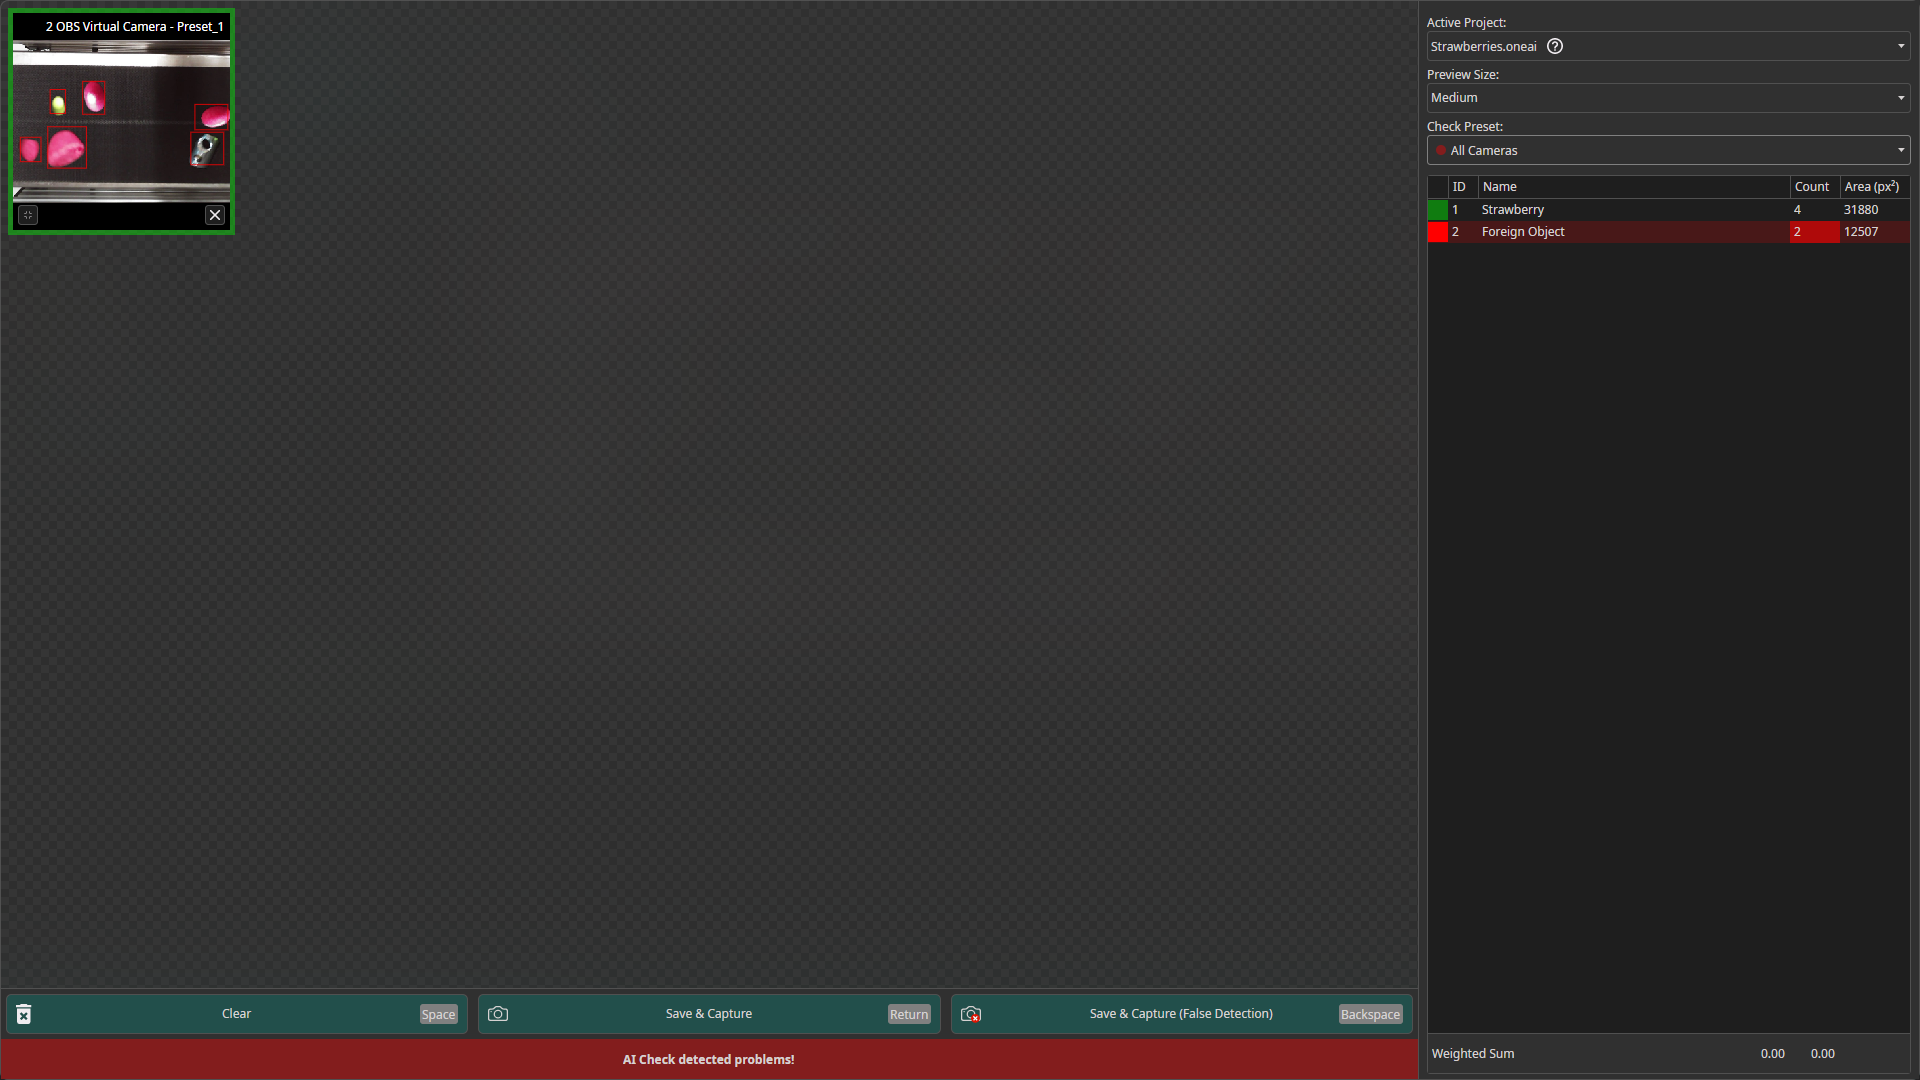 2 OBS Virtual Camera - Preset_1
Active Project:
Strawberries.oneai
Preview Size:
Medium
Check Preset:
All Cameras
ID Name Count Area (px²)
1 Strawberry 4 31880
2 Foreign Object 2 12507
Clear Space
Save & Capture Return
Save & Capture (False Detection) Backspace
AI Check detected problems!
Weighted Sum 0.00 0.00